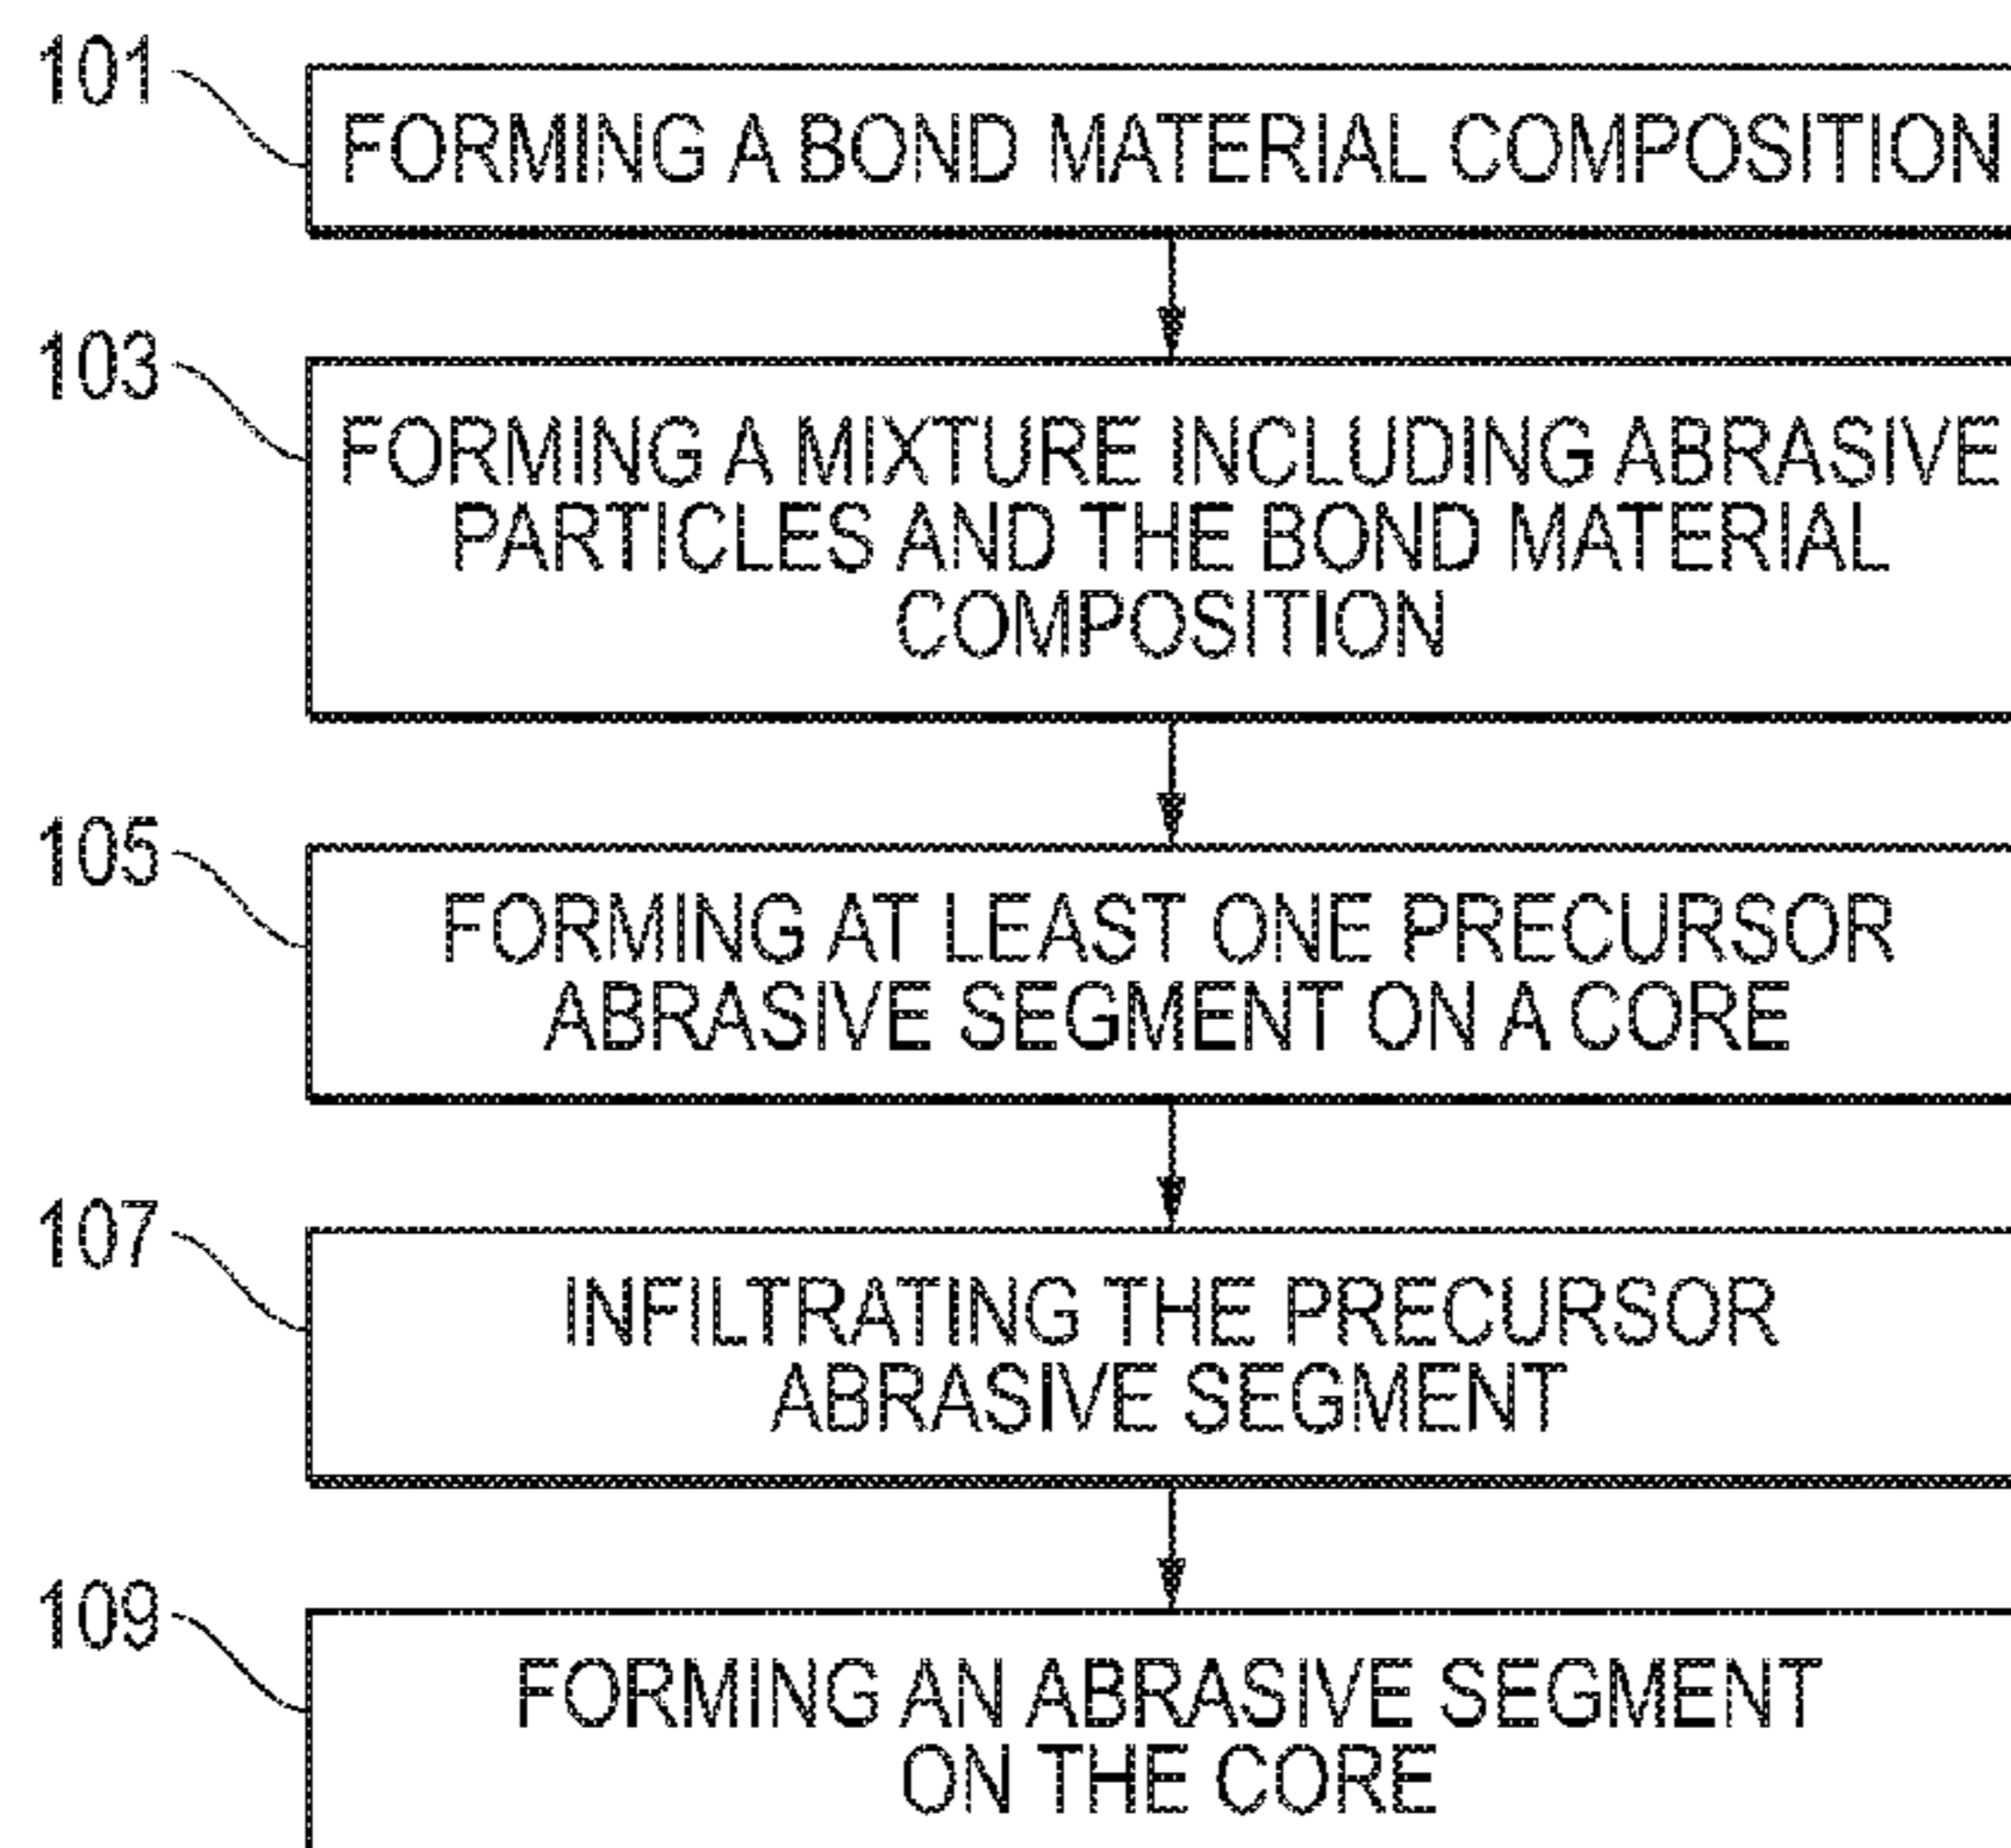 101
FORMING A BOND MATERIAL COMPOSITION
103
FORMING A MIXTURE INCLUDING ABRASIVE
PARTICLES AND THE BOND MATERIAL
COMPOSITION
105
FORMING AT LEAST ONE PRECURSOR
ABRASIVE SEGMENT ON A CORE
107
INFILTRATING THE PRECURSOR
ABRASIVE SEGMENT
109
FORMING AN ABRASIVE SEGMENT
ON THE CORE